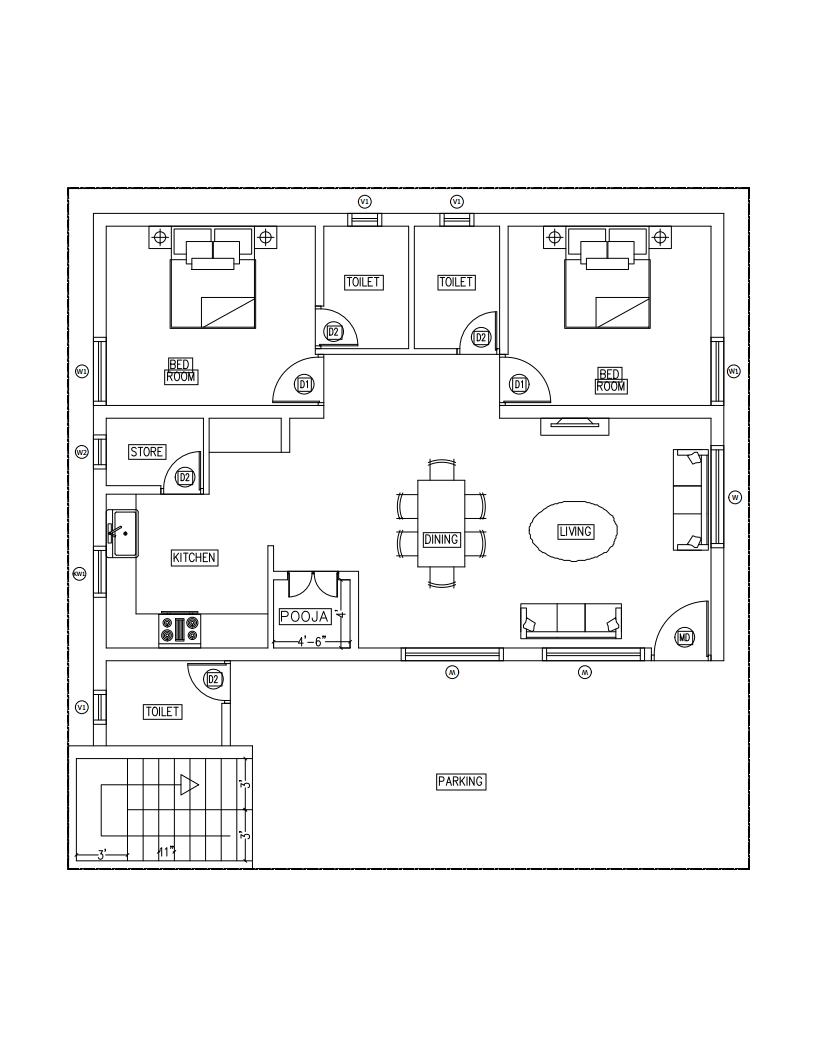 V1
V1
TOILET
TOILET
D2
D2
W1
BED
ROOM
D1
D1
BED
ROOM
W1
W2
STORE
D2
W
DINING
LIVING
KITCHEN
KW1
POOJA
4'
4'-6"
MD
W
W
D2
V1
TOILET
PARKING
3'
3'
3'
11"